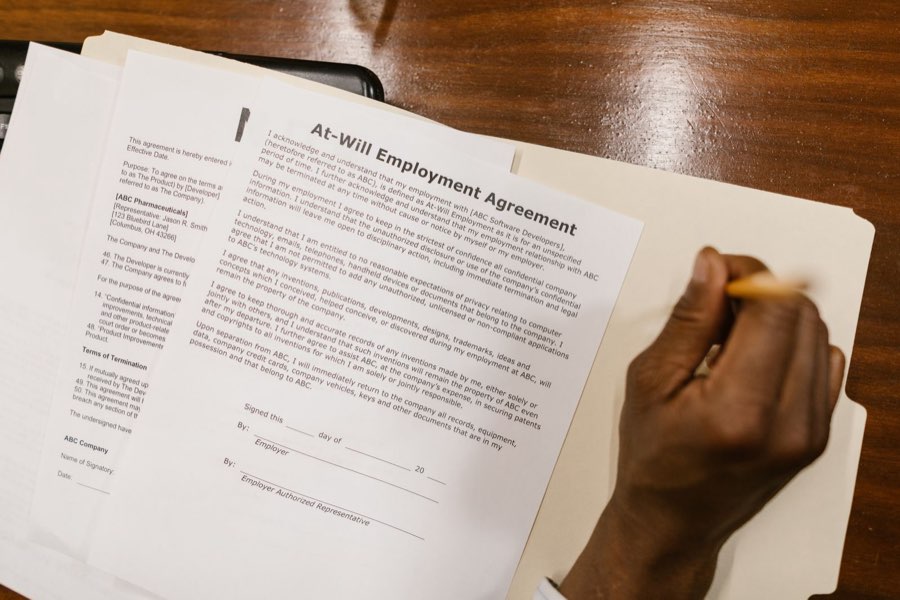 At-Will Employment Agreement
I acknowledge and understand that my employment with [ABC Software Developers],
(heretofore referred to as ABC), is defined as At-Will Employment as it is for an unspecified
period of time. I further acknowledge and understand that my employment relationship with ABC
may be terminated at any time without cause or notice by myself or my employer.
During my employment I agree to keep in the strictest of confidence all confidential company
information. I understand that the unauthorized disclosure or use of the company's confidential
information will leave me open to disciplinary action, including immediate termination and legal
action.
I understand that I am entitled to no reasonable expectations of privacy relating to computer
technology, emails, telephones, handheld devices or documents that belong to the company. I
agree that I am not permitted to add any unauthorized, unlicensed or non-compliant applications
to ABC's technology systems.
I agree that any inventions, publications, developments, designs, trademarks, ideas and
concepts which I conceived, helped conceive, or discovered during my employment at ABC, will
remain the property of the company.
I agree to keep thorough and accurate records of any inventions made by me, either solely or
jointly with others, and I understand that such inventions will remain the property of ABC even
after my departure. I further agree to assist ABC, at the company's expense, in securing patents
and copyrights to all inventions for which I am solely or jointly responsible.
Upon separation from ABC, I will immediately return to the company all records, equipment,
data, company credit cards, company vehicles, keys and other documents that are in my
possession and that belong to ABC.
Signed this ______ day of ____________ 20 ___
By: ____________
Employer
By: ____________
Employer Authorized Representative
This agreement is hereby entered
Effective Date.
Purpose: To agree on the terms a
to as The Product) by [Developer]
referred to as The Company).
[ABC Pharmaceuticals]
[Representative: Jason R. Smith
[123 Bluebird Lane]
[Columbus, OH 43266]
The Company and The Develo
46. The Developer is currently
47. The Company agrees to
For the purpose of the agree
14. "Confidential information
improvements, technical
and other product-relate
court order or becomes
48. "Product Improvements
Product.
Terms of Termination
15. If mutually agreed up
received by The Dev
49. This agreement will
50. This agreement may
breach any section of
The undersigned have
ABC Company
Name of Signatory:
Date: ______